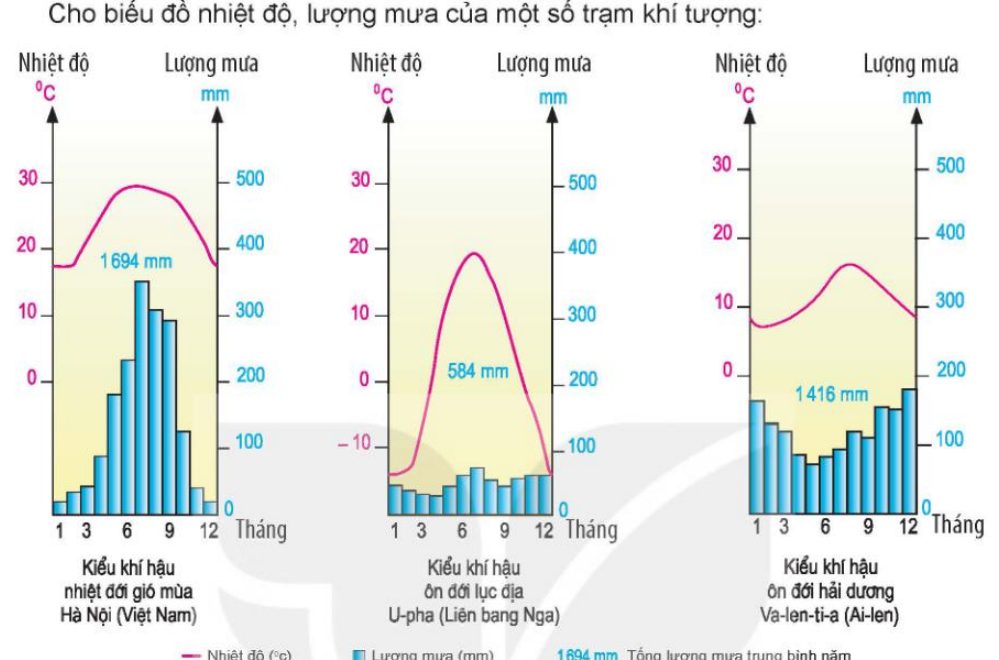 Cho biểu đồ nhiệt độ, lượng mưa của một số trạm khí tượng:
Nhiệt độ Lượng mưa
⁰C mm
30 500
20 400
1694 mm
10 300
0 200
100
0
1 3 6 9 12 Tháng
Kiểu khí hậu
nhiệt đới gió mùa
Hà Nội (Việt Nam)
Nhiệt độ Lượng mưa
⁰C mm
30 500
20 400
10 300
584 mm
0 200
– 10 100
0
1 3 6 9 12 Tháng
Kiểu khí hậu
ôn đới lục địa
U-pha (Liên bang Nga)
Nhiệt độ Lượng mưa
⁰C mm
30 500
20 400
10 300
0 200
1 416 mm
100
0
1 3 6 9 12 Tháng
Kiểu khí hậu
ôn đới hải dương
Va-len-ti-a (Ai-len)
Nhiệt độ (⁰c) Lượng mưa (mm) 1694 mm Tổng lượng mưa trung bình năm